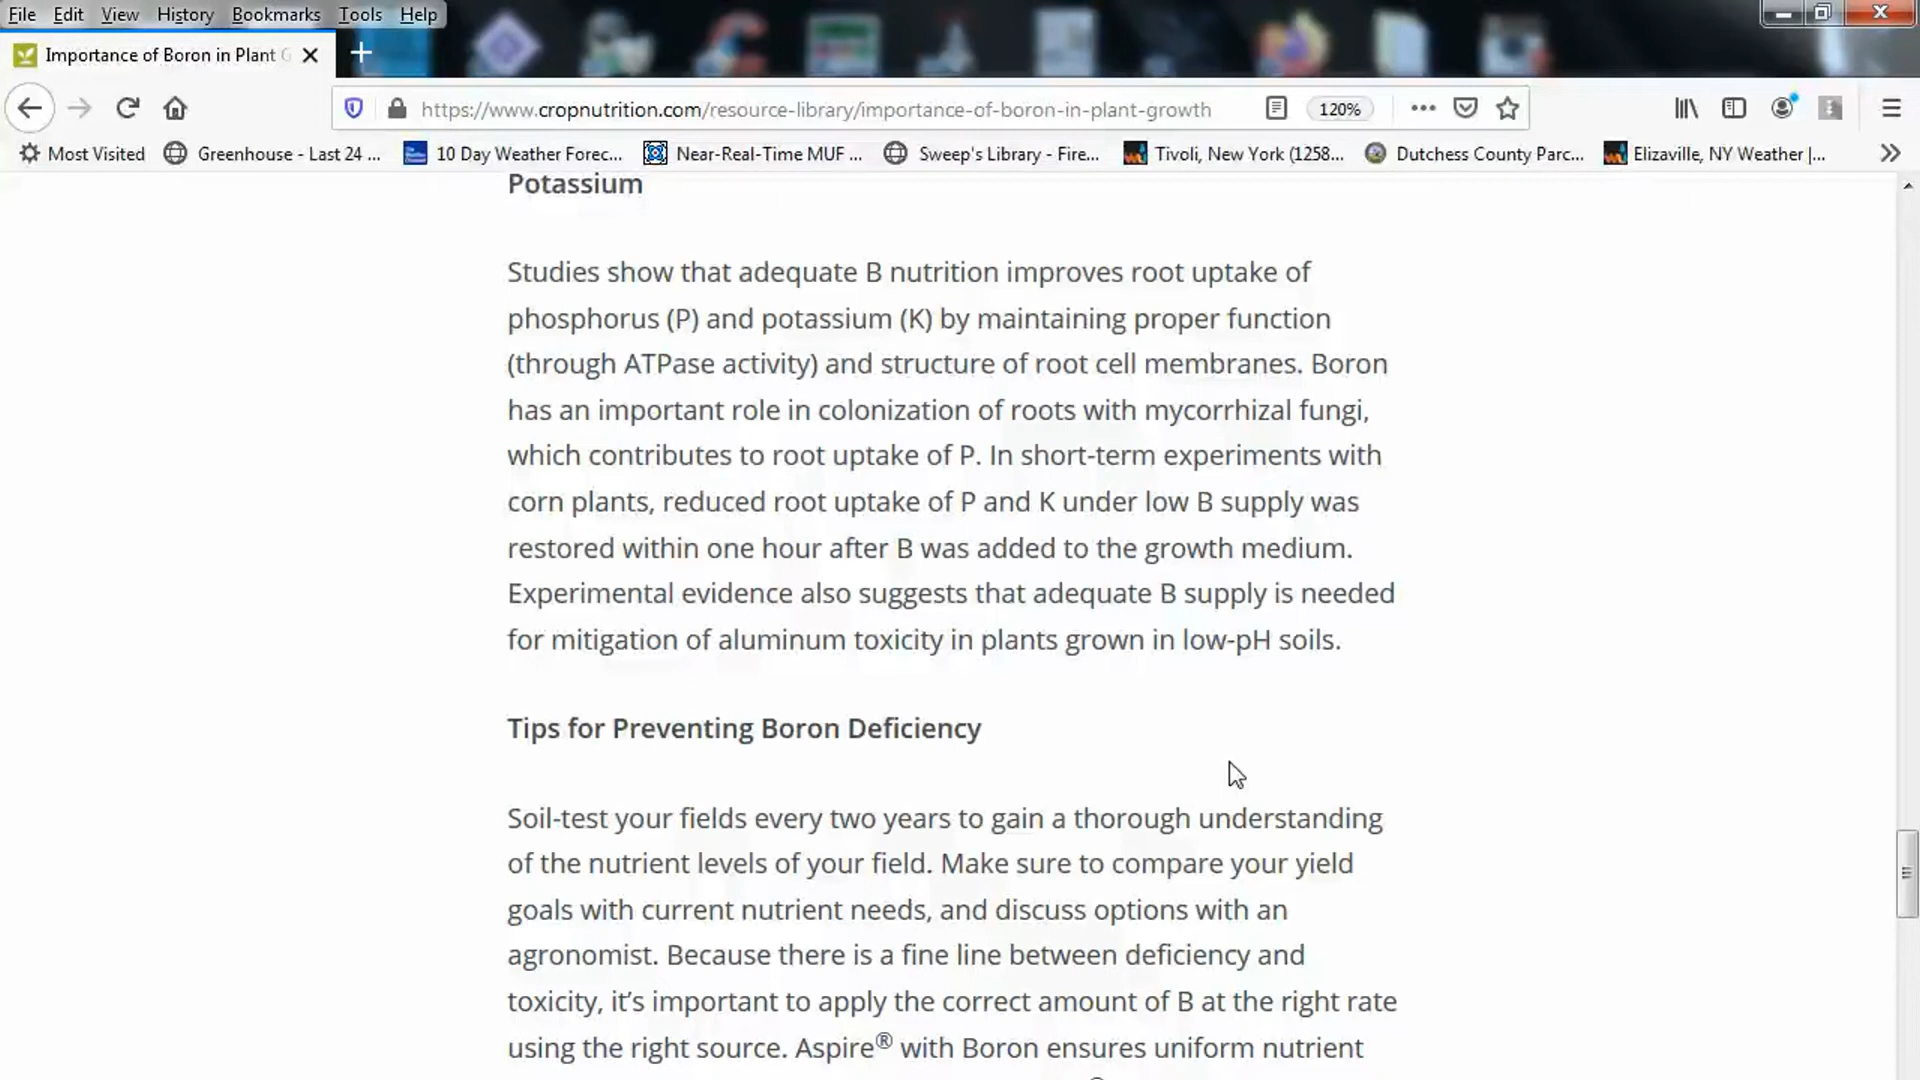 File Edit View History Bookmarks Tools Help
Importance of Boron in Plant G
https://www.cropnutrition.com/resource-library/importance-of-boron-in-plant-growth 120%
Most Visited Greenhouse - Last 24 ... 10 Day Weather Forec... Near-Real-Time MUF ... Sweep's Library - Fire... Tivoli, New York (1258... Dutchess County Parc... Elizaville, NY Weather |...
Potassium
Studies show that adequate B nutrition improves root uptake of
phosphorus (P) and potassium (K) by maintaining proper function
(through ATPase activity) and structure of root cell membranes. Boron
has an important role in colonization of roots with mycorrhizal fungi,
which contributes to root uptake of P. In short-term experiments with
corn plants, reduced root uptake of P and K under low B supply was
restored within one hour after B was added to the growth medium.
Experimental evidence also suggests that adequate B supply is needed
for mitigation of aluminum toxicity in plants grown in low-pH soils.
Tips for Preventing Boron Deficiency
Soil-test your fields every two years to gain a thorough understanding
of the nutrient levels of your field. Make sure to compare your yield
goals with current nutrient needs, and discuss options with an
agronomist. Because there is a fine line between deficiency and
toxicity, it’s important to apply the correct amount of B at the right rate
using the right source. Aspire® with Boron ensures uniform nutrient